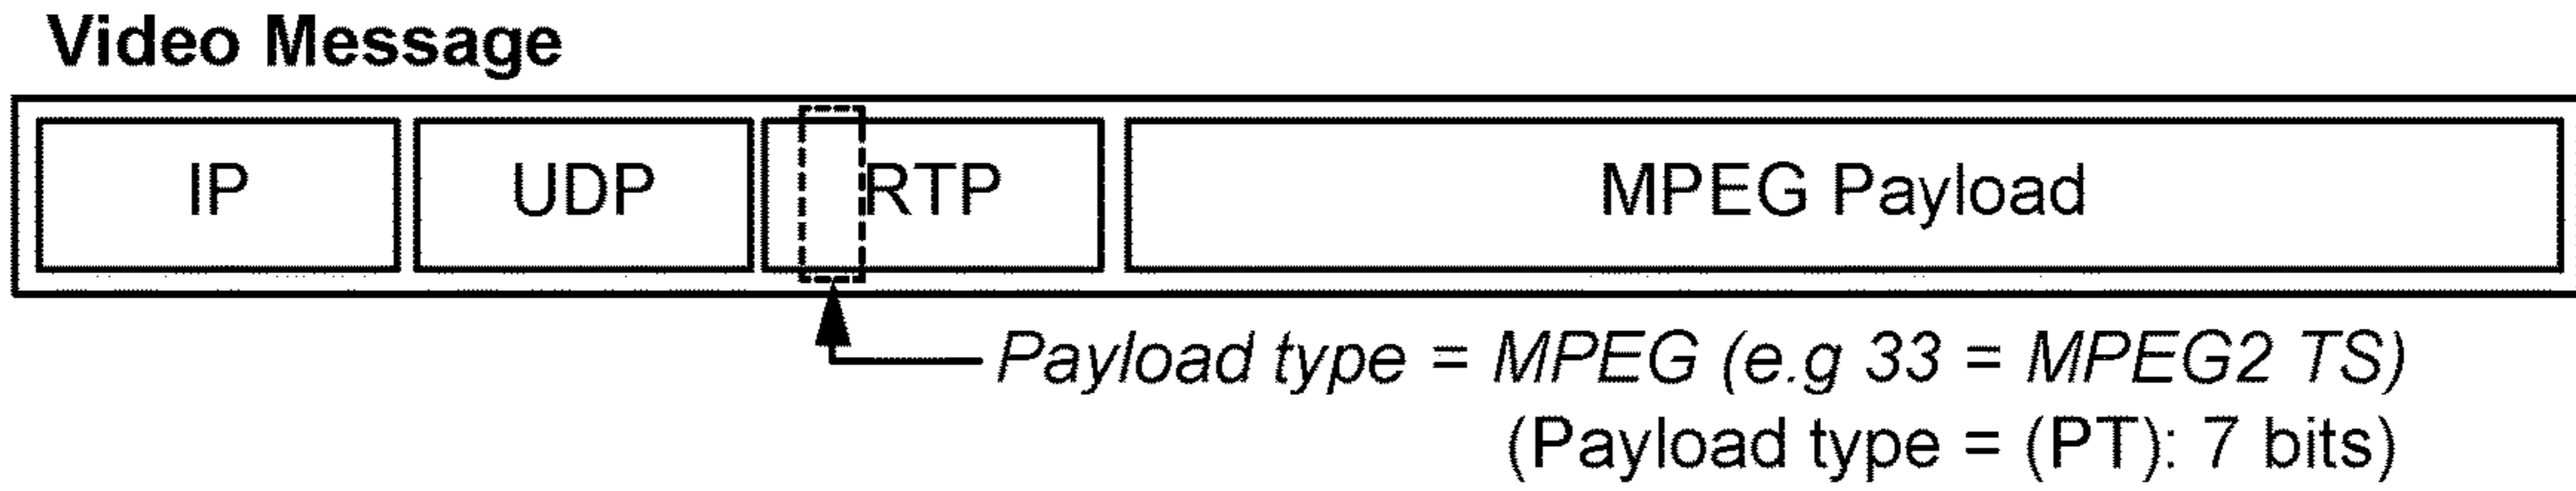 Video Message
IP UDP RTP MPEG Payload
Payload type = MPEG (e.g 33 = MPEG2 TS)
(Payload type = (PT): 7 bits)